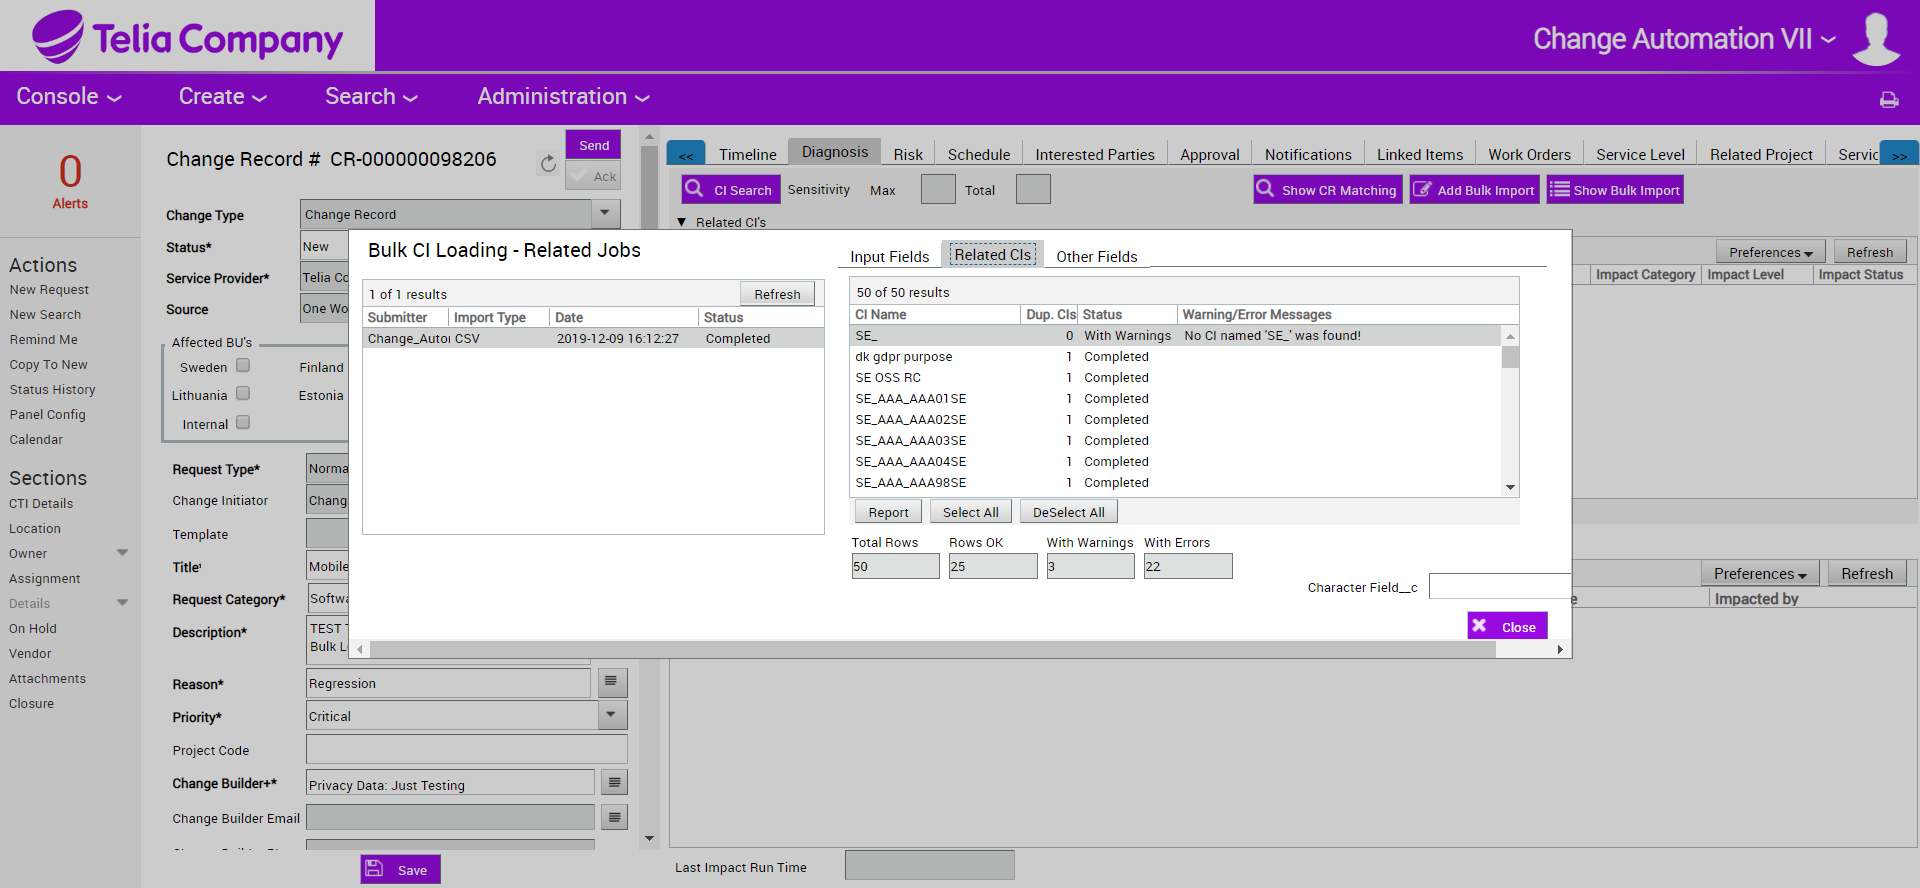 Telia Company
Change Automation VII
Console
Create
Search
Administration
0
Alerts
Actions
New Request
New Search
Remind Me
Copy To New
Status History
Panel Config
Calendar
Sections
CTI Details
Location
Owner
Assignment
Details
On Hold
Vendor
Attachments
Closure
Change Record # CR-000000098206
Send
Ack
Change Type
Change Record
Status*
New
Service Provider*
Telia Co
Source
One Wo
Affected BU's
Sweden
Finland
Lithuania
Estonia
Internal
Request Type*
Norma
Change Initiator
Chang
Template
Title
Mobile
Request Category*
Softwa
Description*
TEST
Bulk
Reason*
Regression
Priority*
Critical
Project Code
Change Builder+*
Privacy Data: Just Testing
Change Builder Email
Save
<< Timeline Diagnosis Risk Schedule Interested Parties Approval Notifications Linked Items Work Orders Service Level Related Project Servic >>
CI Search Sensitivity Max Total Show CR Matching Add Bulk Import Show Bulk Import
Related CI's
Preferences Refresh
Impact Category Impact Level Impact Status
Bulk CI Loading - Related Jobs
1 of 1 results
Refresh
Submitter Import Type Date Status
Change_Autor CSV 2019-12-09 16:12:27 Completed
Input Fields Related CIs Other Fields
50 of 50 results
CI Name Dup. CIs Status Warning/Error Messages
SE_ 0 With Warnings No CI named 'SE_' was found!
dk gdpr purpose 1 Completed
SE OSS RC 1 Completed
SE_AAA_AAA01SE 1 Completed
SE_AAA_AAA02SE 1 Completed
SE_AAA_AAA03SE 1 Completed
SE_AAA_AAA04SE 1 Completed
SE_AAA_AAA98SE 1 Completed
Report Select All DeSelect All
Total Rows Rows OK With Warnings With Errors
50 25 3 22
Character Field__c
Close
Preferences Refresh
Impacted by
Last Impact Run Time